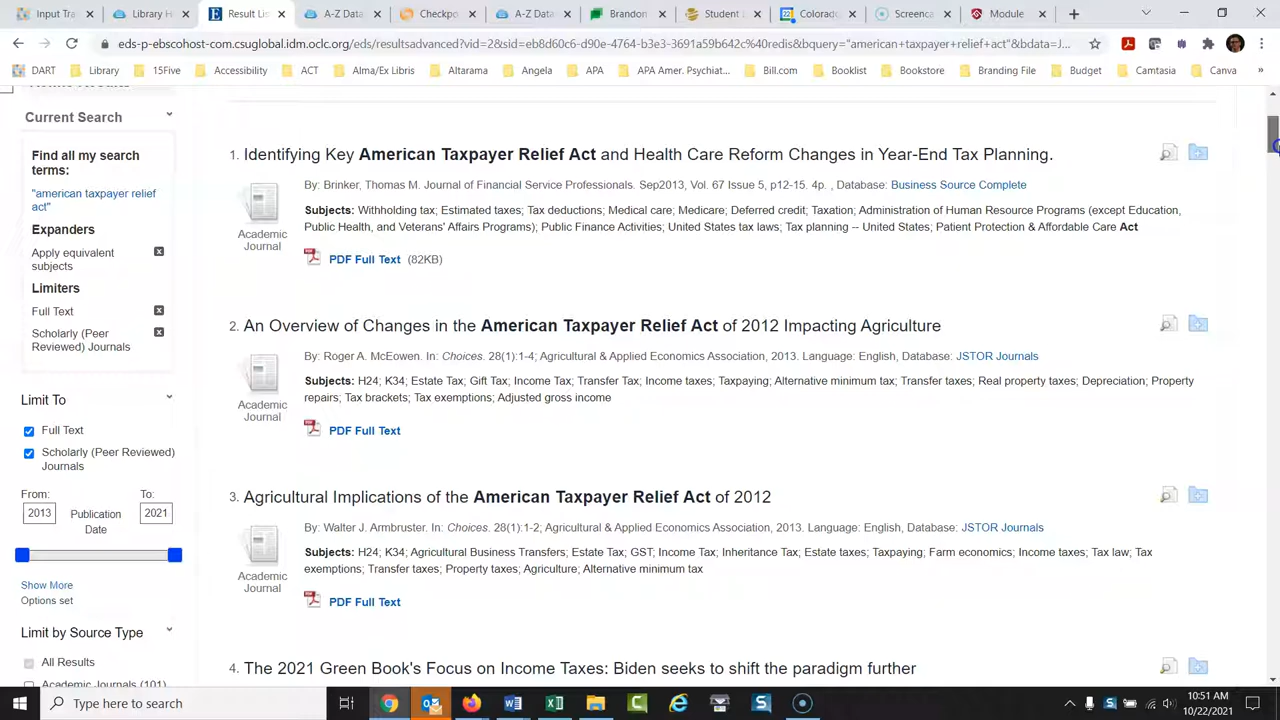 Input Tra
Library H
Result Lis
A-Z Data
Checkpo
A-Z Data
Brandon
Student L
Colorado
Screenca
Module
eds-p-ebscohost-com.csuglobal.idm.oclc.org/eds/resultsadvanced?vid=2&sid=ebd60c6-d90e-4764-b3e3-3691a59b642c%40redis&bquery="american+taxpayer+relief+act"&bdata=J...
DART
Library
15Five
Accessibility
ACT
Alma/Ex Libris
Altarama
Angela
APA
APA Amer. Psychiat...
Bill.com
Booklist
Bookstore
Branding File
Budget
Camtasia
Canva
»
Current Search
Find all my search
terms:
"american taxpayer relief
act"
Expanders
Apply equivalent
subjects
Limiters
Full Text
Scholarly (Peer
Reviewed) Journals
Limit To
Full Text
Scholarly (Peer Reviewed)
Journals
From:
To:
2013
Publication
Date
2021
Show More
Options set
Limit by Source Type
All Results
Academic Journals (101)
1. Identifying Key American Taxpayer Relief Act and Health Care Reform Changes in Year-End Tax Planning.
By: Brinker, Thomas M. Journal of Financial Service Professionals. Sep2013, Vol. 67 Issue 5, p12-15. 4p. , Database: Business Source Complete
Subjects: Withholding tax; Estimated taxes; Tax deductions; Medical care; Medicare; Deferred credit; Taxation; Administration of Human Resource Programs (except Education,
Public Health, and Veterans' Affairs Programs); Public Finance Activities; United States tax laws; Tax planning -- United States; Patient Protection & Affordable Care Act
Academic
Journal
PDF Full Text (82KB)
2. An Overview of Changes in the American Taxpayer Relief Act of 2012 Impacting Agriculture
By: Roger A. McEowen. In: Choices. 28(1):1-4; Agricultural & Applied Economics Association, 2013. Language: English, Database: JSTOR Journals
Subjects: H24; K34; Estate Tax; Gift Tax; Income Tax; Transfer Tax; Income taxes; Taxpaying; Alternative minimum tax; Transfer taxes; Real property taxes; Depreciation; Property
repairs; Tax brackets; Tax exemptions; Adjusted gross income
Academic
Journal
PDF Full Text
3. Agricultural Implications of the American Taxpayer Relief Act of 2012
By: Walter J. Armbruster. In: Choices. 28(1):1-2; Agricultural & Applied Economics Association, 2013. Language: English, Database: JSTOR Journals
Subjects: H24; K34; Agricultural Business Transfers; Estate Tax; GST; Income Tax; Inheritance Tax; Estate taxes; Taxpaying; Farm economics; Income taxes; Tax law; Tax
exemptions; Transfer taxes; Property taxes; Agriculture; Alternative minimum tax
Academic
Journal
PDF Full Text
4. The 2021 Green Book's Focus on Income Taxes: Biden seeks to shift the paradigm further
Type here to search
10:51 AM
10/22/2021